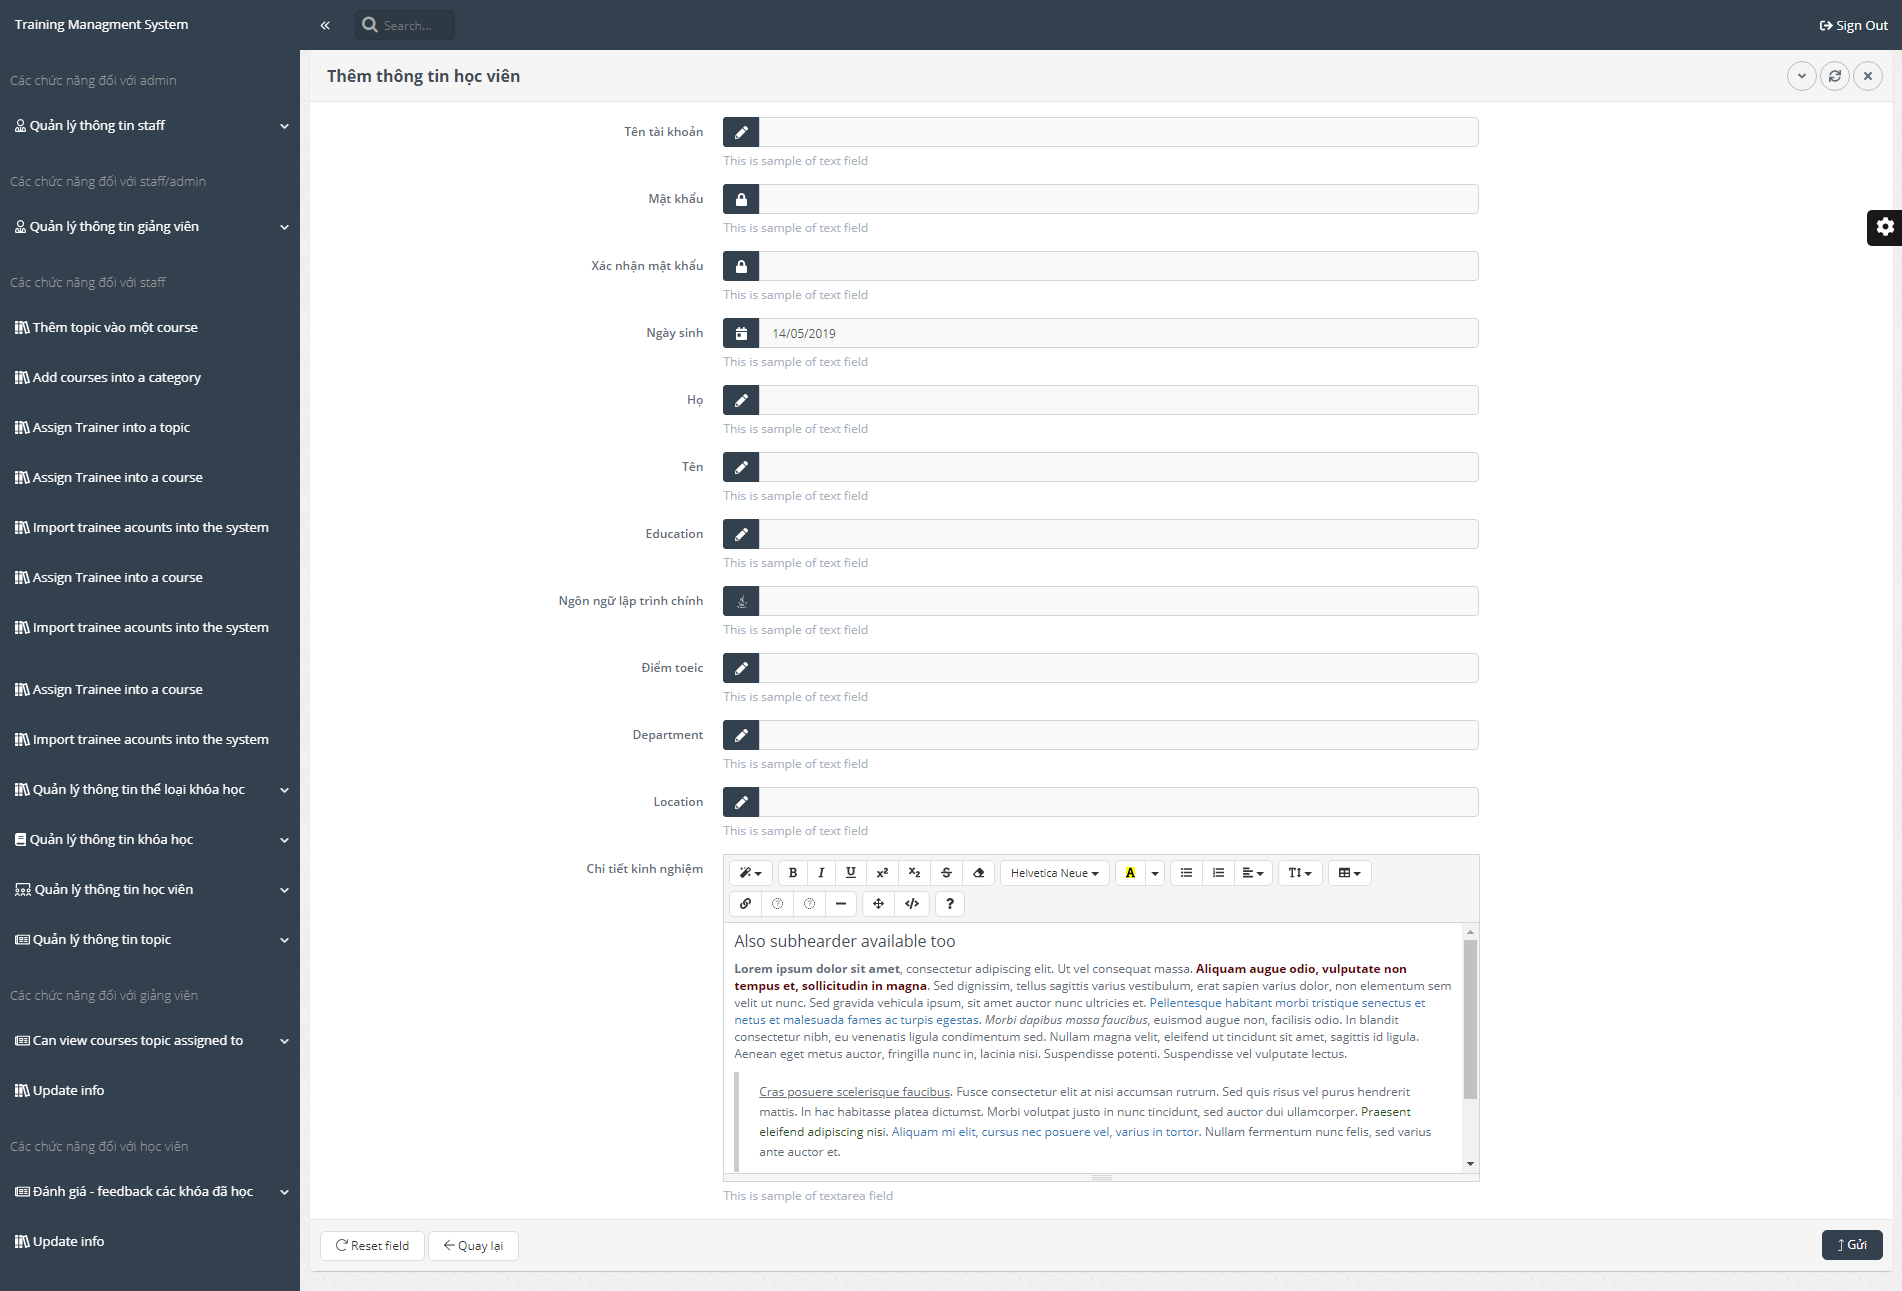 Training Managment System
Search...
Sign Out
Các chức năng đối với admin
Quản lý thông tin staff
Các chức năng đối với staff/admin
Quản lý thông tin giảng viên
Các chức năng đối với staff
Thêm topic vào một course
Add courses into a category
Assign Trainer into a topic
Assign Trainee into a course
Import trainee acounts into the system
Assign Trainee into a course
Import trainee acounts into the system
Assign Trainee into a course
Import trainee acounts into the system
Quản lý thông tin thể loại khóa học
Quản lý thông tin khóa học
Quản lý thông tin học viên
Quản lý thông tin topic
Các chức năng đối với giảng viên
Can view courses topic assigned to
Update info
Các chức năng đối với học viên
Đánh giá - feedback các khóa đã học
Update info
Thêm thông tin học viên
Tên tài khoản
This is sample of text field
Mật khẩu
This is sample of text field
Xác nhận mật khẩu
This is sample of text field
Ngày sinh
14/05/2019
This is sample of text field
Họ
This is sample of text field
Tên
This is sample of text field
Education
This is sample of text field
Ngôn ngữ lập trình chính
This is sample of text field
Điểm toeic
This is sample of text field
Department
This is sample of text field
Location
This is sample of text field
Chi tiết kinh nghiệm
B I U x² x₂ S Helvetica Neue A TI
</> ?
Also subhearder available too
Lorem ipsum dolor sit amet, consectetur adipiscing elit. Ut vel consequat massa. Aliquam augue odio, vulputate non
tempus et, sollicitudin in magna. Sed dignissim, tellus sagittis varius vestibulum, erat sapien varius dolor, non elementum sem
velit ut nunc. Sed gravida vehicula ipsum, sit amet auctor nunc ultricies et. Pellentesque habitant morbi tristique senectus et
netus et malesuada fames ac turpis egestas. Morbi dapibus massa faucibus, euismod augue non, facilisis odio. In blandit
consectetur nibh, eu venenatis ligula condimentum sed. Nullam magna velit, eleifend ut tincidunt sit amet, sagittis id ligula.
Aenean eget metus auctor, fringilla nunc in, lacinia nisi. Suspendisse potenti. Suspendisse vel vulputate lectus.
Cras posuere scelerisque faucibus. Fusce consectetur elit at nisi accumsan rutrum. Sed quis risus vel purus hendrerit
mattis. In hac habitasse platea dictumst. Morbi volutpat justo in nunc tincidunt, sed auctor dui ullamcorper. Praesent
eleifend adipiscing nisi. Aliquam mi elit, cursus nec posuere vel, varius in tortor. Nullam fermentum nunc felis, sed varius
ante auctor et.
This is sample of textarea field
Reset field
Quay lại
Gửi